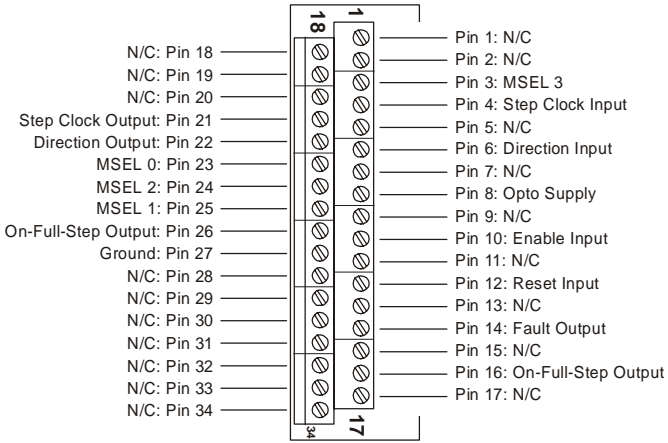 18
1
N/C: Pin 18
N/C: Pin 19
N/C: Pin 20
Step Clock Output: Pin 21
Direction Output: Pin 22
MSEL 0: Pin 23
MSEL 2: Pin 24
MSEL 1: Pin 25
On-Full-Step Output: Pin 26
Ground: Pin 27
N/C: Pin 28
N/C: Pin 29
N/C: Pin 30
N/C: Pin 31
N/C: Pin 32
N/C: Pin 33
N/C: Pin 34
Pin 1: N/C
Pin 2: N/C
Pin 3: MSEL 3
Pin 4: Step Clock Input
Pin 5: N/C
Pin 6: Direction Input
Pin 7: N/C
Pin 8: Opto Supply
Pin 9: N/C
Pin 10: Enable Input
Pin 11: N/C
Pin 12: Reset Input
Pin 13: N/C
Pin 14: Fault Output
Pin 15: N/C
Pin 16: On-Full-Step Output
Pin 17: N/C
34
17